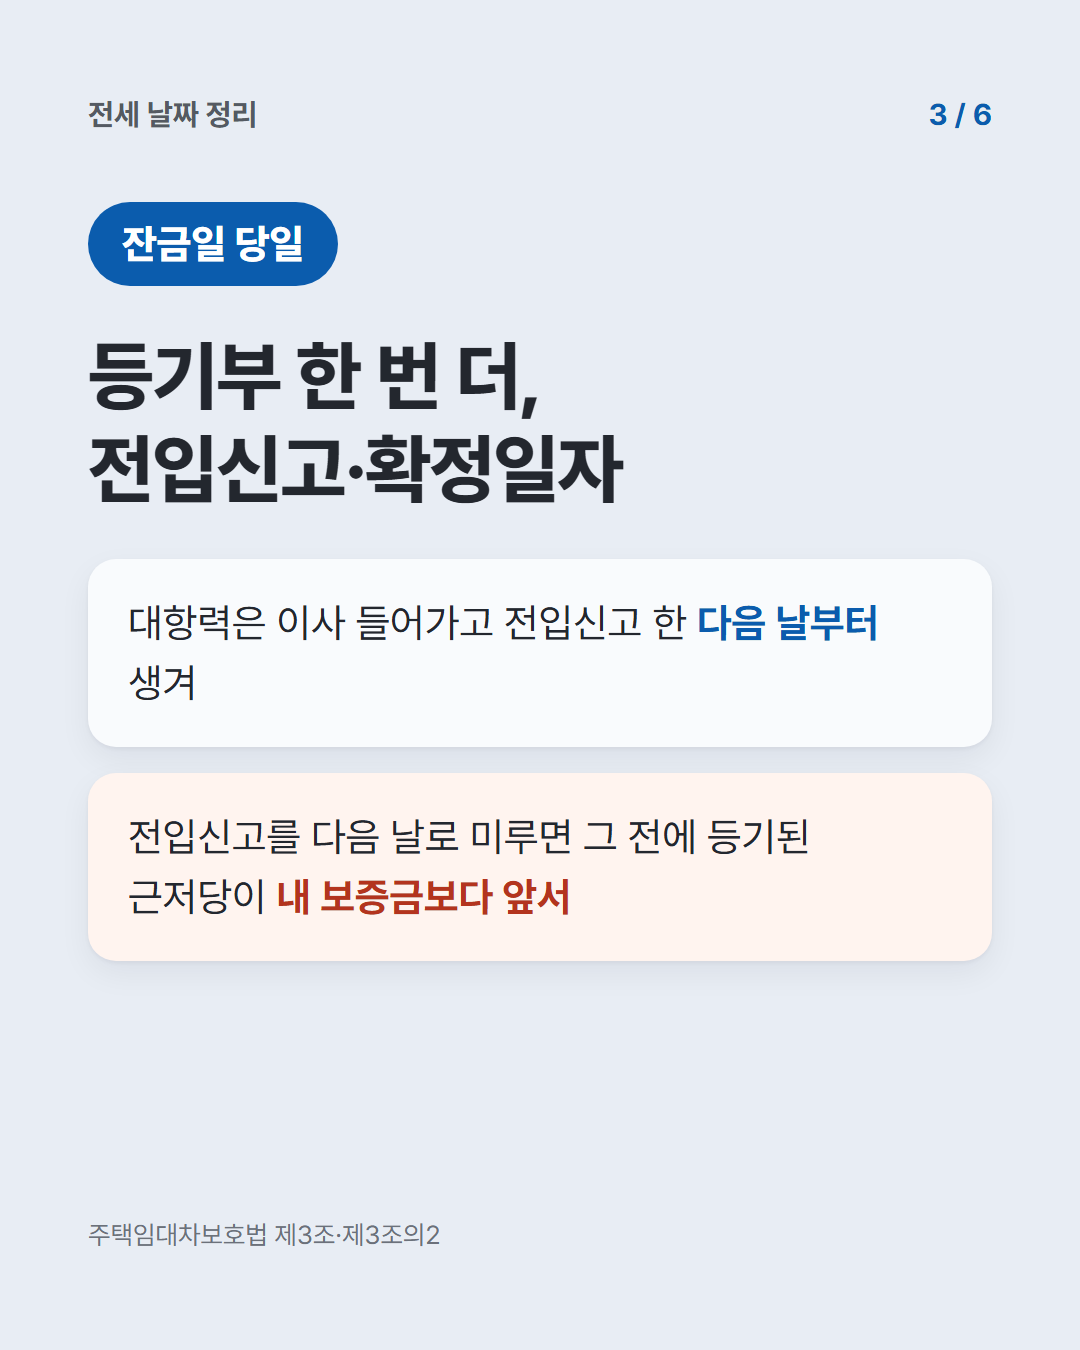 전세 날짜 정리
3 / 6
잔금일 당일
등기부 한 번 더,
전입신고·확정일자
대항력은 이사 들어가고 전입신고 한 다음 날부터
생겨
전입신고를 다음 날로 미루면 그 전에 등기된
근저당이 내 보증금보다 앞서
주택임대차보호법 제3조·제3조의2